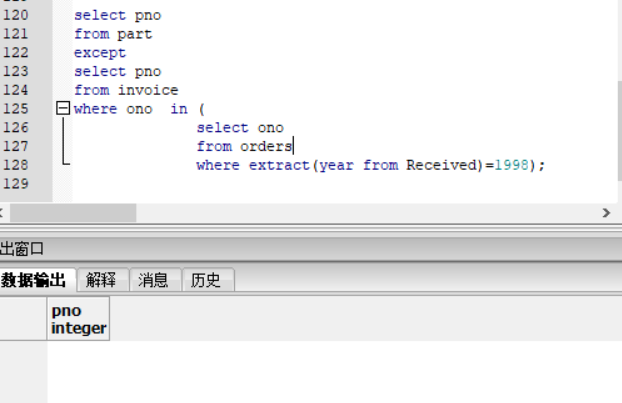 120 select pno
121 from part
122 except
123 select pno
124 from invoice
125 where ono  in (
126 select ono
127 from orders
128 where extract(year from Received)=1998);
129
出窗口
数据输出 解释 消息 历史
pno
integer